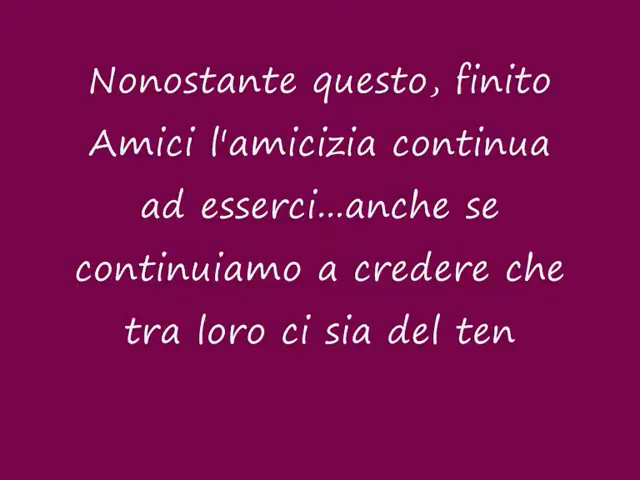 Nonostante questo, finito
Amici l'amicizia continua
ad esserci...anche se
continuiamo a credere che
tra loro ci sia del ten